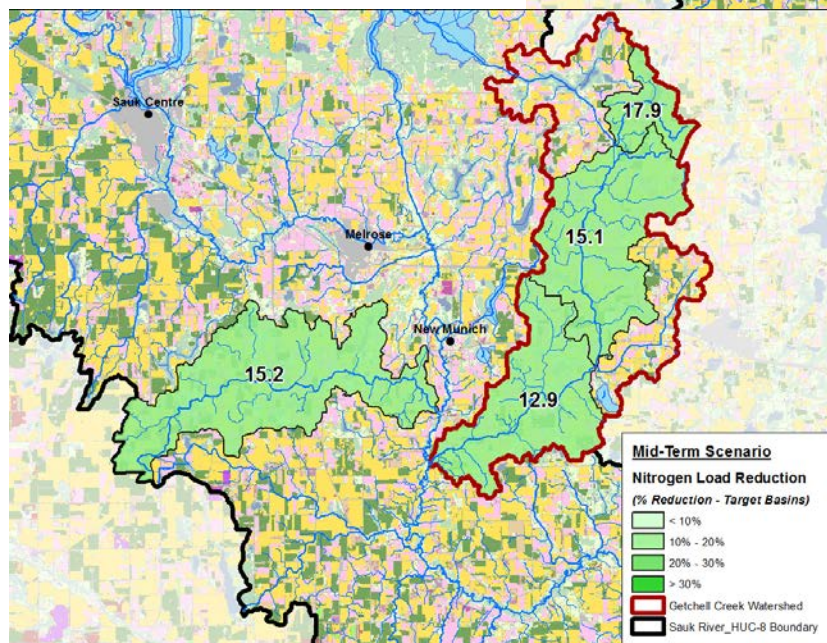 Sauk Centre
17.9
Melrose
15.1
New Munich
15.2
12.9
Mid-Term Scenario
Nitrogen Load Reduction
(% Reduction - Target Basins)
< 10%
10% - 20%
20% - 30%
> 30%
Getchell Creek Watershed
Sauk River_HUC-8 Boundary